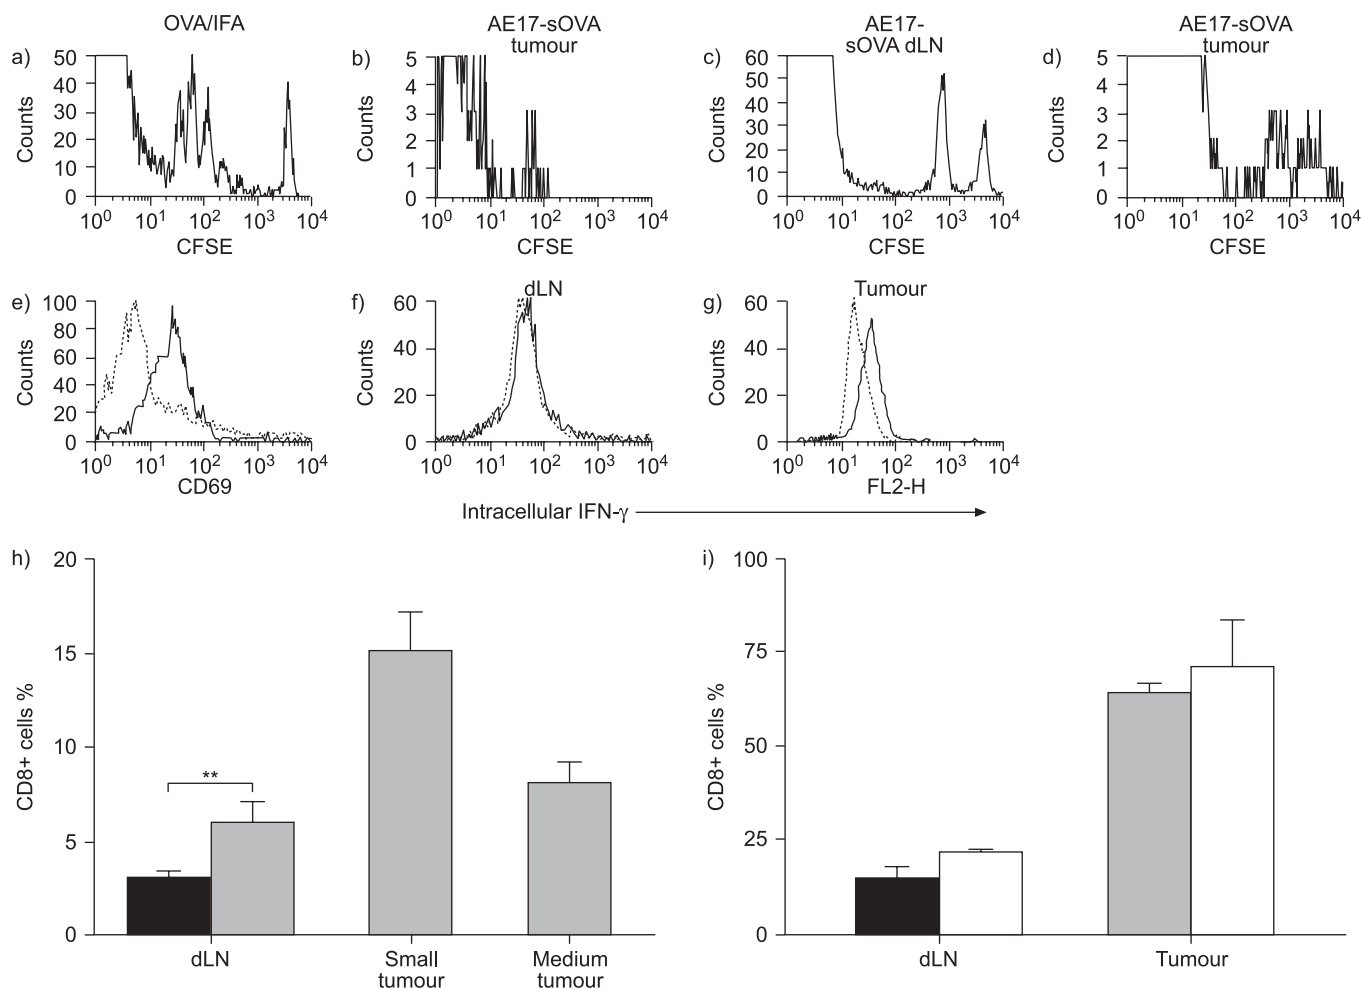 a)
OVA/IFA
Counts
50
40
30
20
10
0
10^0 10^1 10^2 10^3 10^4
CFSE
b)
AE17-sOVA
tumour
Counts
5
4
3
2
1
0
10^0 10^1 10^2 10^3 10^4
CFSE
c)
AE17-
sOVA dLN
Counts
60
50
40
30
20
10
0
10^0 10^1 10^2 10^3 10^4
CFSE
d)
AE17-sOVA
tumour
Counts
5
4
3
2
1
0
10^0 10^1 10^2 10^3 10^4
CFSE
e)
Counts
100
80
60
40
20
0
10^0 10^1 10^2 10^3 10^4
CD69
f)
dLN
Counts
60
40
20
0
10^0 10^1 10^2 10^3 10^4
g)
Tumour
Counts
60
40
20
0
10^0 10^1 10^2 10^3 10^4
FL2-H
Intracellular IFN-γ
h)
CD8+ cells %
20
15
10
5
0
**
dLN
Small
tumour
Medium
tumour
i)
CD8+ cells %
100
75
50
25
0
dLN
Tumour